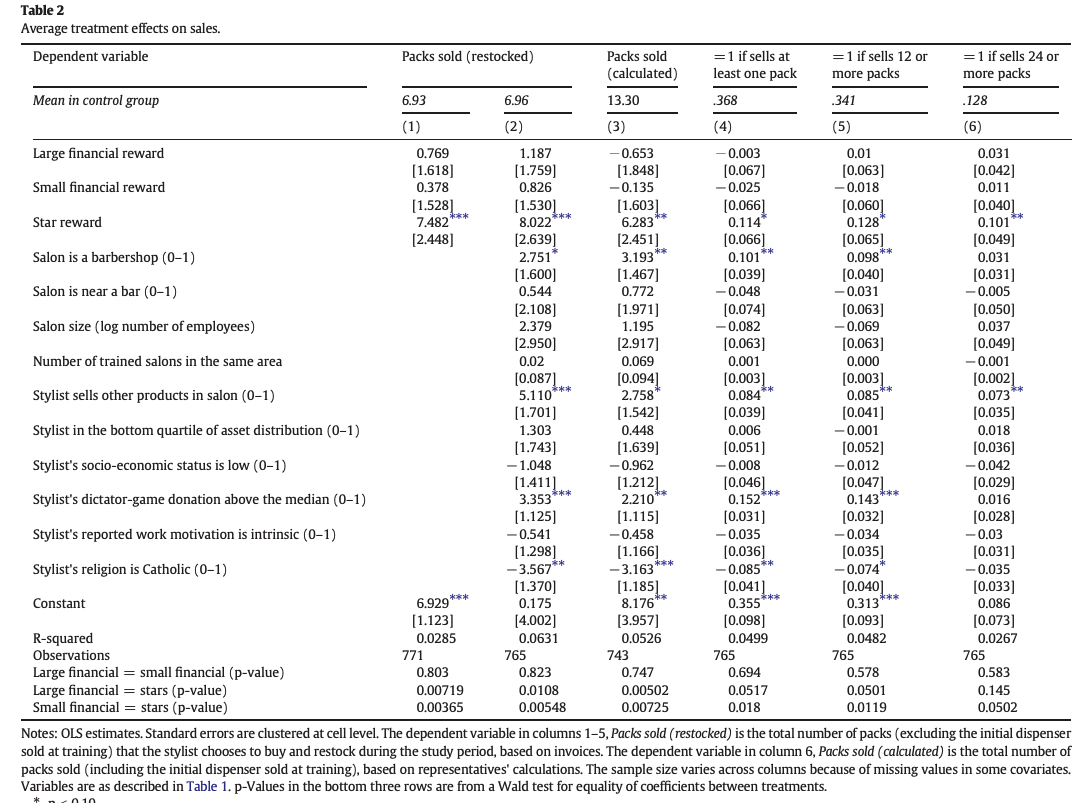 Table 2
Average treatment effects on sales.
Dependent variable Packs sold (restocked) Packs sold (calculated) =1 if sells at least one pack =1 if sells 12 or more packs =1 if sells 24 or more packs
Mean in control group 6.93 6.96 13.30 .368 .341 .128
(1) (2) (3) (4) (5) (6)
Large financial reward 0.769 1.187 −0.653 −0.003 0.01 0.031
[1.618] [1.759] [1.848] [0.067] [0.063] [0.042]
Small financial reward 0.378 0.826 −0.135 −0.025 −0.018 0.011
[1.528] [1.530] [1.603] [0.066] [0.060] [0.040]
Star reward 7.482*** 8.022*** 6.283** 0.114* 0.128* 0.101**
[2.448] [2.639] [2.451] [0.066] [0.065] [0.049]
Salon is a barbershop (0–1) 2.751* 3.193** 0.101** 0.098** 0.031
[1.600] [1.467] [0.039] [0.040] [0.031]
Salon is near a bar (0–1) 0.544 0.772 −0.048 −0.031 −0.005
[2.108] [1.971] [0.074] [0.063] [0.050]
Salon size (log number of employees) 2.379 1.195 −0.082 −0.069 0.037
[2.950] [2.917] [0.063] [0.063] [0.049]
Number of trained salons in the same area 0.02 0.069 0.001 0.000 −0.001
[0.087] [0.094] [0.003] [0.003] [0.002]
Stylist sells other products in salon (0–1) 5.110*** 2.758* 0.084** 0.085** 0.073**
[1.701] [1.542] [0.039] [0.041] [0.035]
Stylist in the bottom quartile of asset distribution (0–1) 1.303 0.448 0.006 −0.001 0.018
[1.743] [1.639] [0.051] [0.052] [0.036]
Stylist's socio-economic status is low (0–1) −1.048 −0.962 −0.008 −0.012 −0.042
[1.411] [1.212] [0.046] [0.047] [0.029]
Stylist's dictator-game donation above the median (0–1) 3.353*** 2.210** 0.152*** 0.143*** 0.016
[1.125] [1.115] [0.031] [0.032] [0.028]
Stylist's reported work motivation is intrinsic (0–1) −0.541 −0.458 −0.035 −0.034 −0.03
[1.298] [1.166] [0.036] [0.035] [0.031]
Stylist's religion is Catholic (0–1) −3.567** −3.163*** −0.085** −0.074* −0.035
[1.370] [1.185] [0.041] [0.040] [0.033]
Constant 6.929*** 0.175 8.176** 0.355*** 0.313*** 0.086
[1.123] [4.002] [3.957] [0.098] [0.093] [0.073]
R-squared 0.0285 0.0631 0.0526 0.0499 0.0482 0.0267
Observations 771 765 743 765 765 765
Large financial = small financial (p-value) 0.803 0.823 0.747 0.694 0.578 0.583
Large financial = stars (p-value) 0.00719 0.0108 0.00502 0.0517 0.0501 0.145
Small financial = stars (p-value) 0.00365 0.00548 0.00725 0.018 0.0119 0.0502
Notes: OLS estimates. Standard errors are clustered at cell level. The dependent variable in columns 1–5, Packs sold (restocked) is the total number of packs (excluding the initial dispenser
sold at training) that the stylist chooses to buy and restock during the study period, based on invoices. The dependent variable in column 6, Packs sold (calculated) is the total number of
packs sold (including the initial dispenser sold at training), based on representatives' calculations. The sample size varies across columns because of missing values in some covariates.
Variables are as described in Table 1. p-Values in the bottom three rows are from a Wald test for equality of coefficients between treatments.